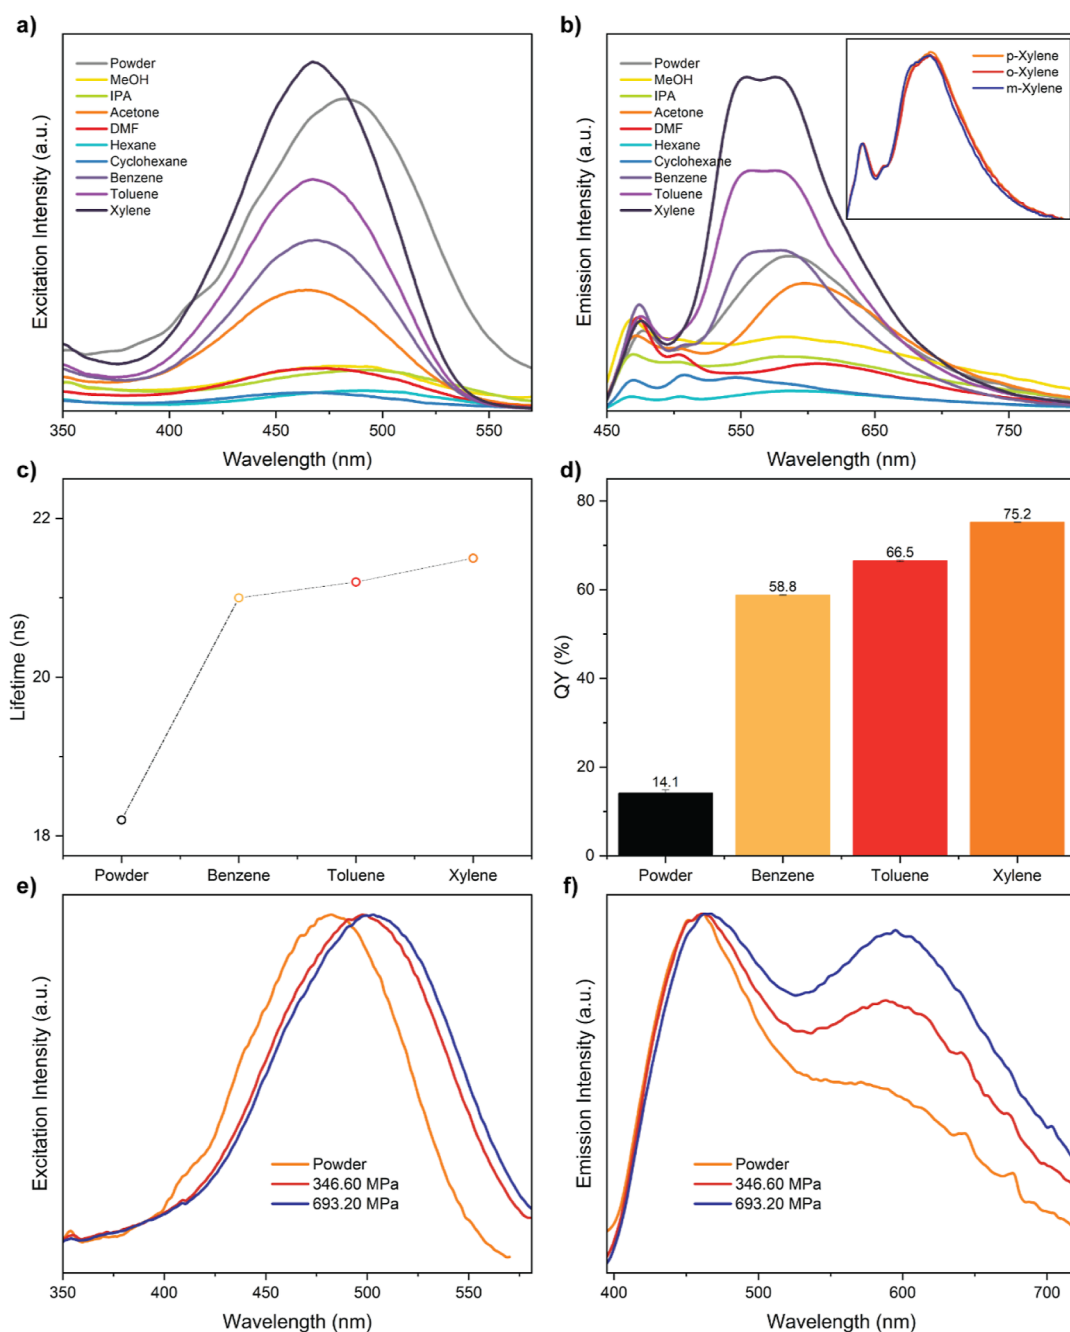 a)
Excitation Intensity (a.u.)
Powder
MeOH
IPA
Acetone
DMF
Hexane
Cyclohexane
Benzene
Toluene
Xylene
350 400 450 500 550
Wavelength (nm)
b)
Emission Intensity (a.u.)
Powder
MeOH
IPA
Acetone
DMF
Hexane
Cyclohexane
Benzene
Toluene
Xylene
p-Xylene
o-Xylene
m-Xylene
450 550 650 750
Wavelength (nm)
c)
Lifetime (ns)
22
20
18
Powder Benzene Toluene Xylene
d)
QY (%)
80
60
40
20
0
14.1
58.8
66.5
75.2
Powder Benzene Toluene Xylene
e)
Excitation Intensity (a.u.)
Powder
346.60 MPa
693.20 MPa
350 400 450 500 550
Wavelength (nm)
f)
Emission Intensity (a.u.)
Powder
346.60 MPa
693.20 MPa
400 500 600 700
Wavelength (nm)